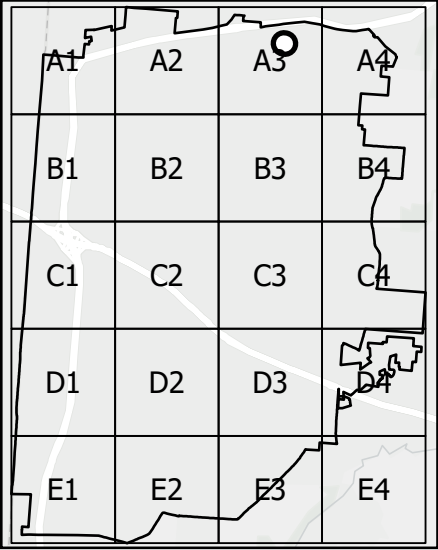 A1 A2 A3 A4
B1 B2 B3 B4
C1 C2 C3 C4
D1 D2 D3 D4
E1 E2 E3 E4